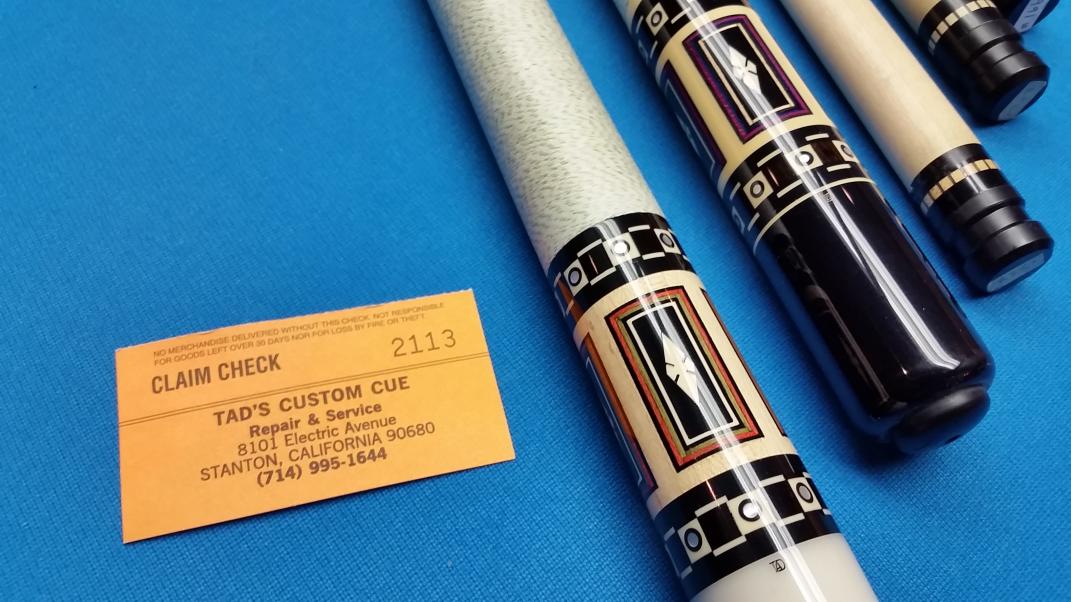 NO MERCHANDISE DELIVERED WITHOUT THIS CHECK. NOT RESPONSIBLE
FOR GOODS LEFT OVER 30 DAYS NOR FOR LOSS BY FIRE OR THEFT.
CLAIM CHECK 2113
TAD'S CUSTOM CUE
Repair & Service
8101 Electric Avenue
STANTON, CALIFORNIA 90680
(714) 995-1644
TAD